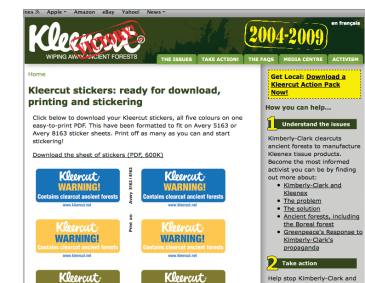 Apple Amazon eBay Yahoo! News
en français
Kleercut
VICTORY
2004-2009
WIPING AWAY ANCIENT FORESTS
THE ISSUES TAKE ACTION! THE FAQS MEDIA CENTRE ACTIVISM
Home
Kleercut stickers: ready for download,
printing and stickering
Click below to download your Kleercut stickers, all five colours on one
easy-to-print PDF. This have been formatted to fit on Avery 5163 or
Avery 8163 sticker sheets. Print off as many as you can and start
stickering!
Download the sheet of stickers (PDF, 600K)
Kleercut
WARNING!
Contains clearcut ancient forests
www.kleercut.net
Kleercut
WARNING!
Contains clearcut ancient forests
www.kleercut.net
Print on: Avery 5163/8163
Kleercut
WARNING!
Contains clearcut ancient forests
www.kleercut.net
Kleercut
WARNING!
Contains clearcut ancient forests
www.kleercut.net
Kleercut
Kleercut
Get Local: Download a
Kleercut Action Pack
Now!
How you can help...
1 Understand the issues
Kimberly-Clark clearcuts
ancient forests to manufacture
Kleenex tissue products.
Become the most informed
activist you can be by finding
out more about:
Kimberly-Clark and
Kleenex
The problem
The solution
Ancient forests, including
the Boreal forest
Greenpeace's Response to
Kimberly-Clark's
propaganda
2 Take action
Help stop Kimberly-Clark and